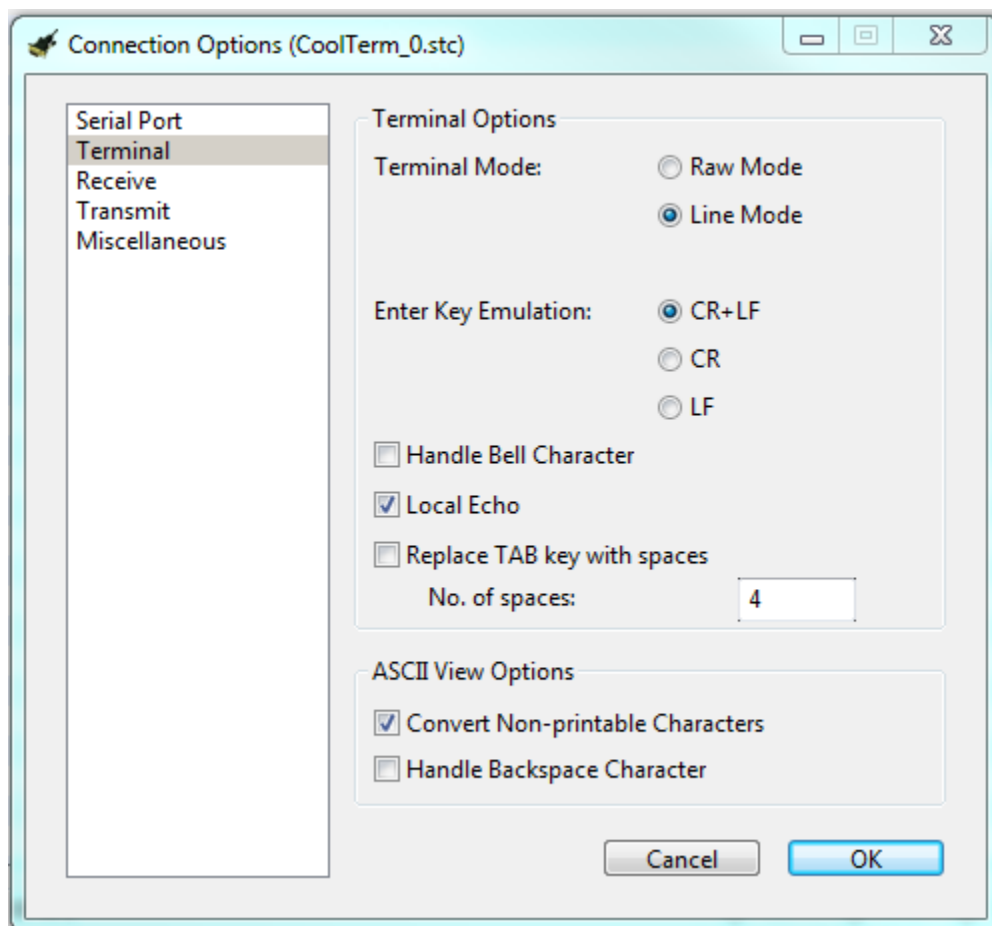 Connection Options (CoolTerm_0.stc)
Serial Port
Terminal
Receive
Transmit
Miscellaneous
Terminal Options
Terminal Mode:
Raw Mode
Line Mode
Enter Key Emulation:
CR+LF
CR
LF
Handle Bell Character
Local Echo
Replace TAB key with spaces
No. of spaces: 4
ASCII View Options
Convert Non-printable Characters
Handle Backspace Character
Cancel OK